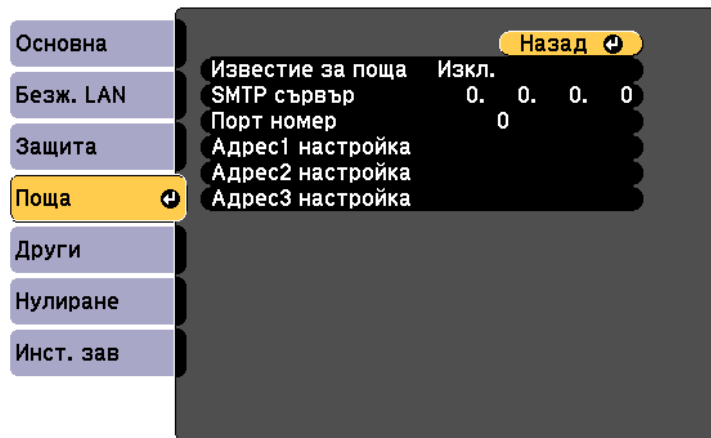 Основна
Безж. LAN
Защита
Поща
Други
Нулиране
Инст. зав
Назад
Известие за поща Изкл.
SMTP сървър 0. 0. 0. 0
Порт номер 0
Адрес1 настройка
Адрес2 настройка
Адрес3 настройка